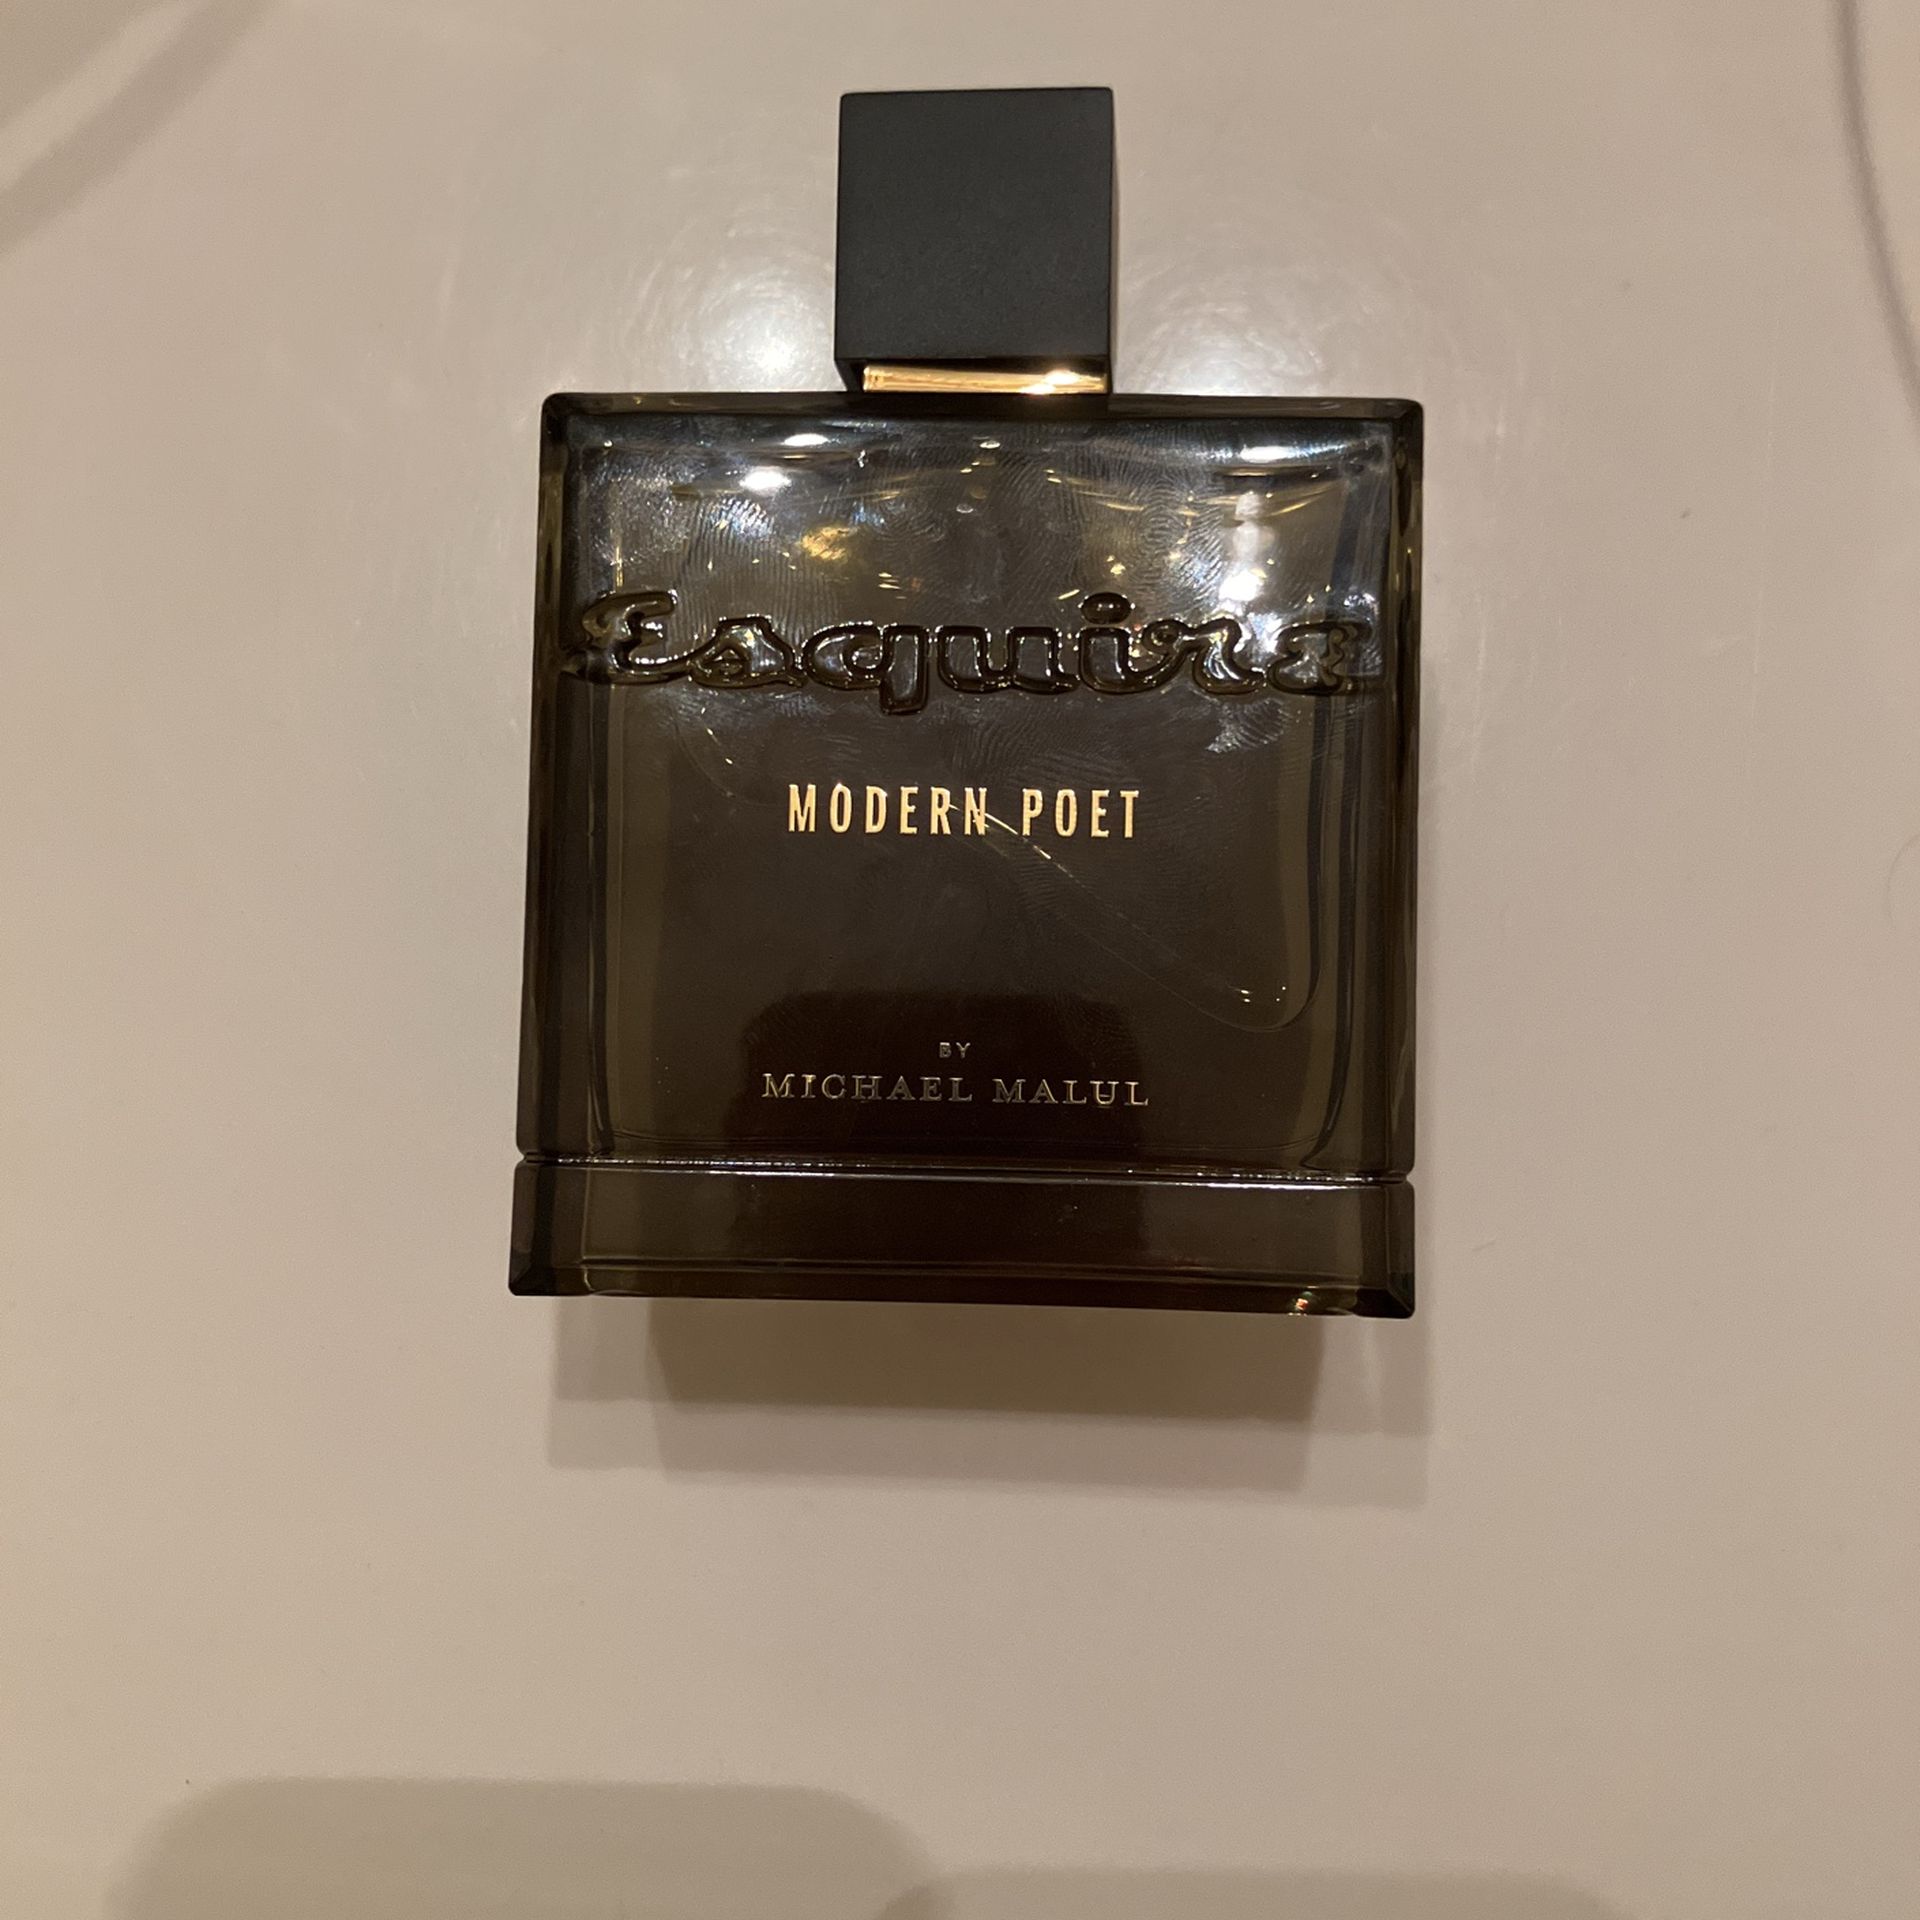 Esquire
MODERN POET
BY
MICHAEL MALUL